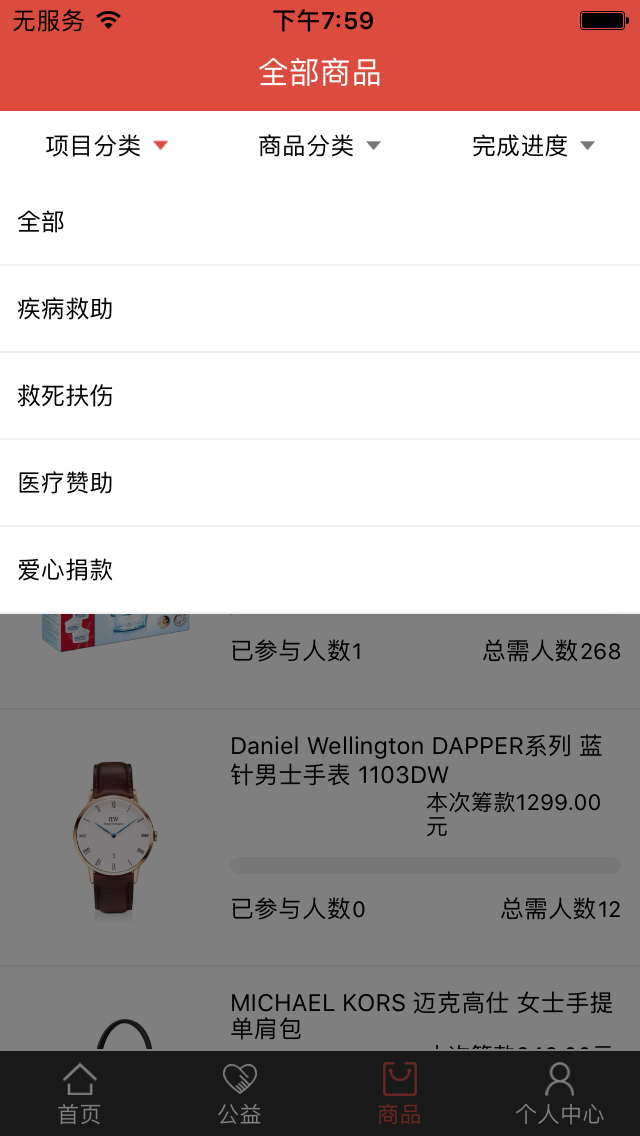 无服务 下午7:59
全部商品
项目分类 商品分类 完成进度
全部
疾病救助
救死扶伤
医疗赞助
爱心捐款
已参与人数1 总需人数268
Daniel Wellington DAPPER系列 蓝
针男士手表 1103DW
本次筹款1299.00
元
已参与人数0 总需人数12
MICHAEL KORS 迈克高仕 女士手提
单肩包
首页 公益 商品 个人中心